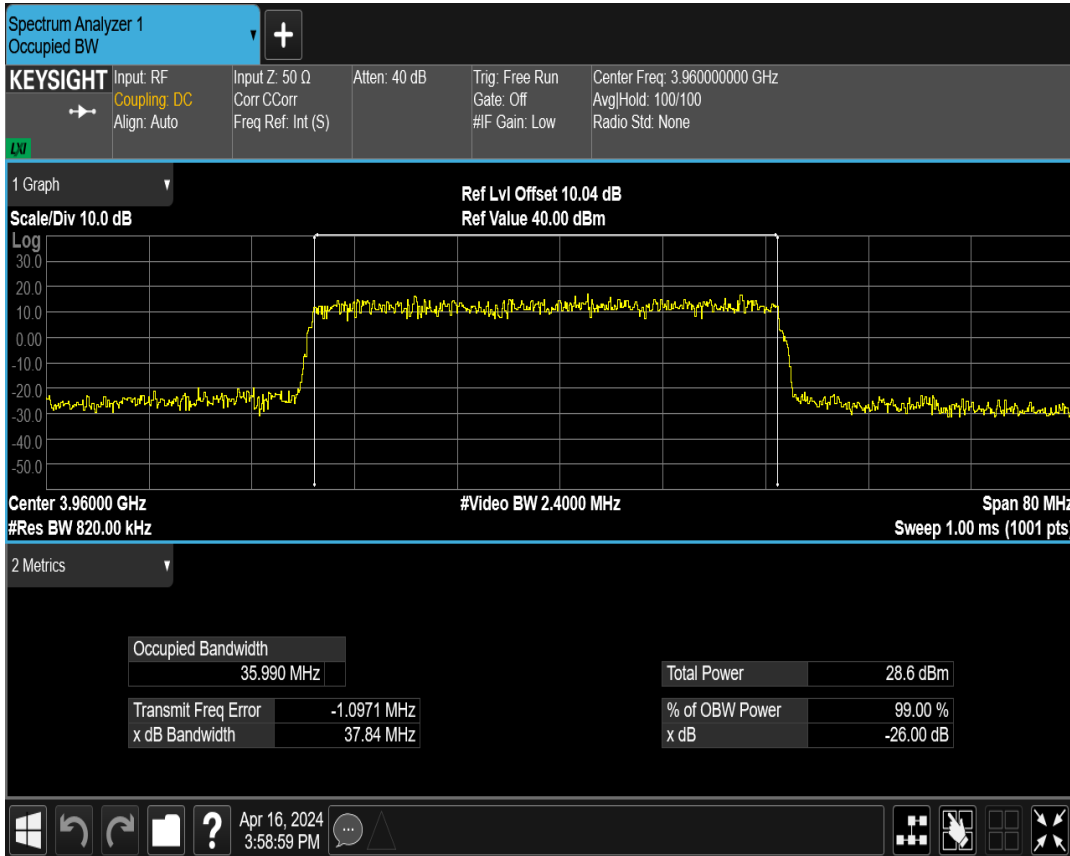 Spectrum Analyzer 1
Occupied BW
KEYSIGHT
LXI
Input: RF
Coupling: DC
Align: Auto
Input Z: 50 Ω
Corr CCorr
Freq Ref: Int (S)
Atten: 40 dB
Trig: Free Run
Gate: Off
#IF Gain: Low
Center Freq: 3.960000000 GHz
Avg|Hold: 100/100
Radio Std: None
1 Graph
Scale/Div 10.0 dB
Ref Lvl Offset 10.04 dB
Ref Value 40.00 dBm
Log
30.0
20.0
10.0
0.00
-10.0
-20.0
-30.0
-40.0
-50.0
Center 3.96000 GHz
#Video BW 2.4000 MHz
Span 80 MHz
#Res BW 820.00 kHz
Sweep 1.00 ms (1001 pts)
2 Metrics
Occupied Bandwidth
35.990 MHz
Total Power 28.6 dBm
Transmit Freq Error -1.0971 MHz
% of OBW Power 99.00 %
x dB Bandwidth 37.84 MHz
x dB -26.00 dB
Apr 16, 2024
3:58:59 PM